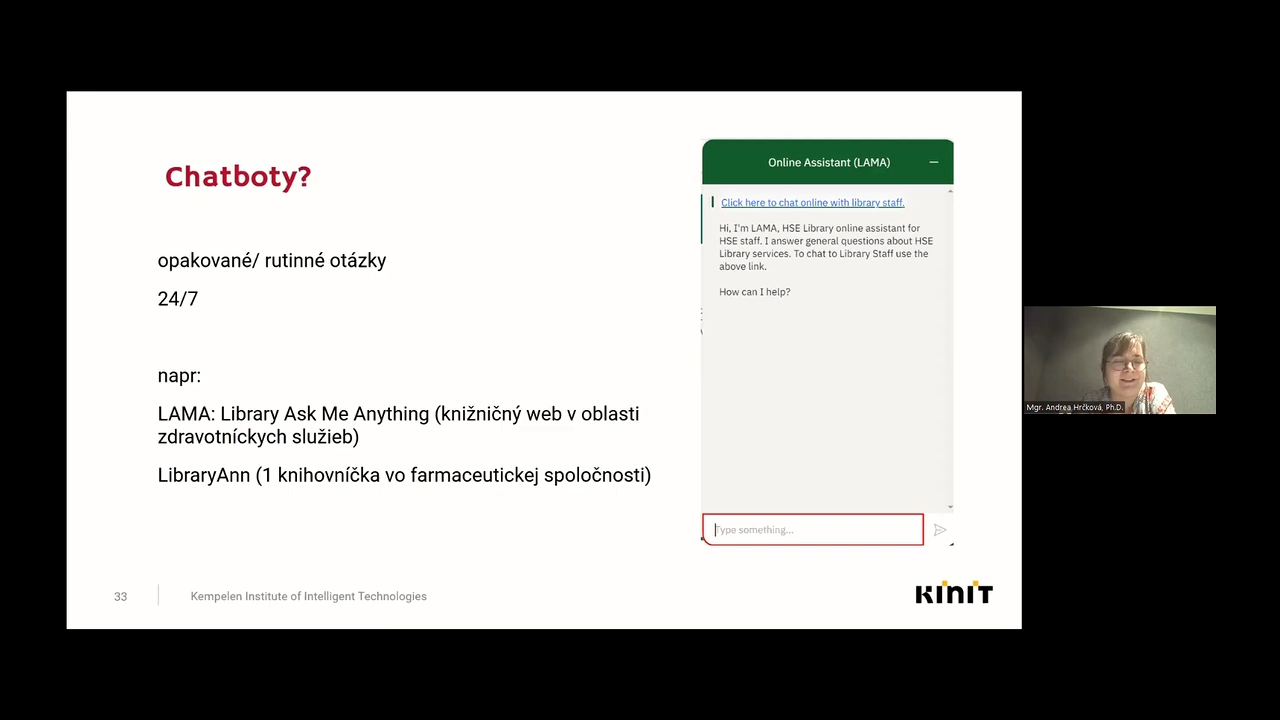 Chatboty?
opakované/ rutinné otázky
24/7
napr:
LAMA: Library Ask Me Anything (knižničný web v oblasti
zdravotníckych služieb)
LibraryAnn (1 knihovníčka vo farmaceutickej spoločnosti)
Online Assistant (LAMA)
Click here to chat online with library staff.
Hi, I'm LAMA, HSE Library online assistant for
HSE staff. I answer general questions about HSE
Library services. To chat to Library Staff use the
above link.
How can I help?
Type something...
33
Kempelen Institute of Intelligent Technologies
KINIT
Mgr. Andrea Hrčková, Ph.D.